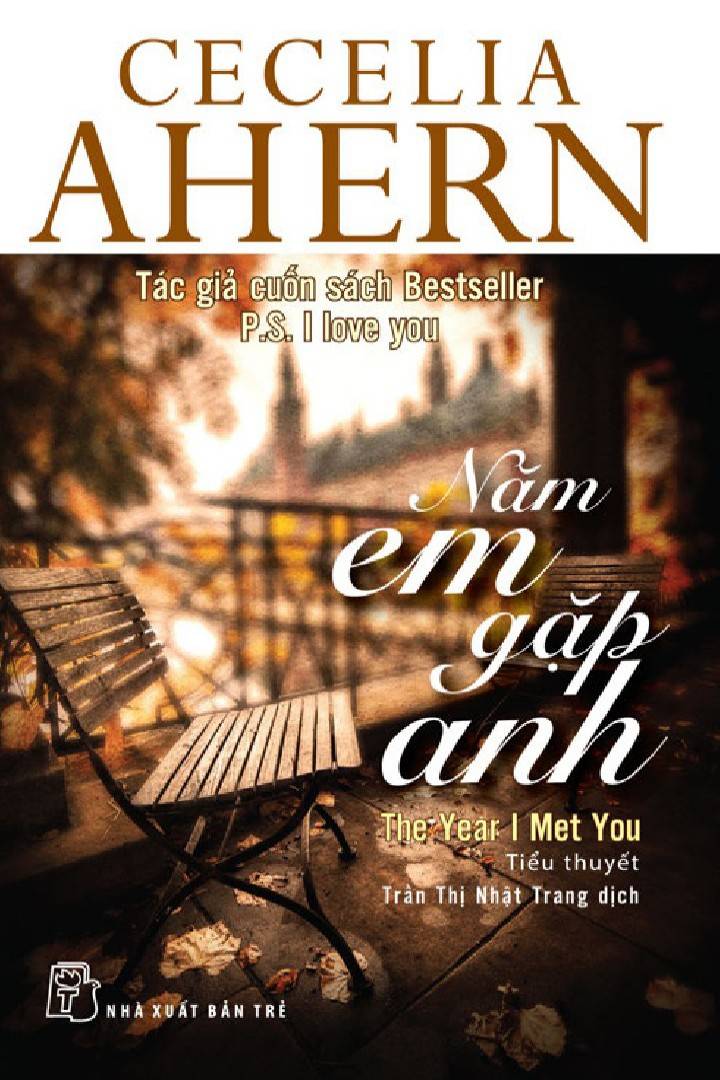 CECELIA
AHERN
Tác giả cuốn sách Bestseller
P.S. I love you
Năm
em
gặp
anh
The Year I Met You
Tiểu thuyết
Trần Thị Nhật Trang dịch
T
NHÀ XUẤT BẢN TRẺ